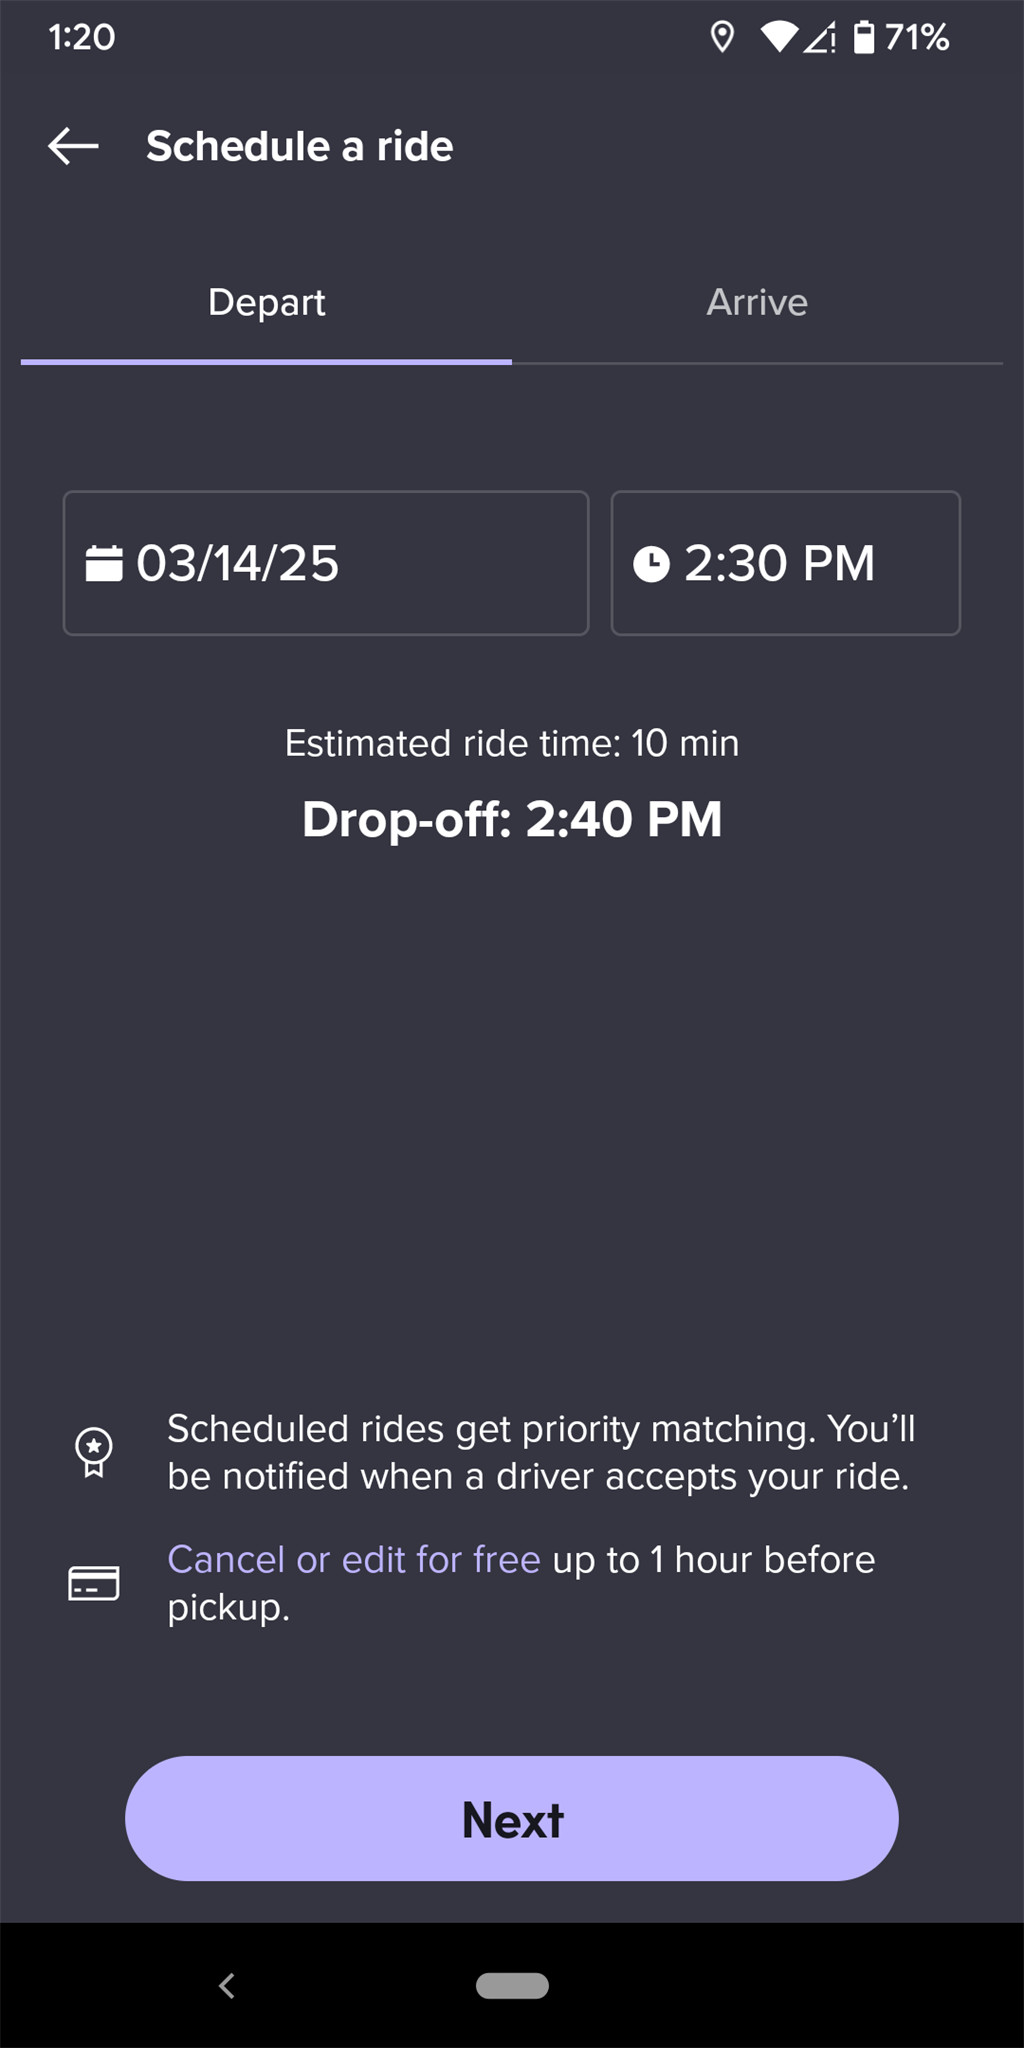 1:20
71%
Schedule a ride
Depart
Arrive
03/14/25
2:30 PM
Estimated ride time: 10 min
Drop-off: 2:40 PM
Scheduled rides get priority matching. You’ll
be notified when a driver accepts your ride.
Cancel or edit for free up to 1 hour before
pickup.
Next